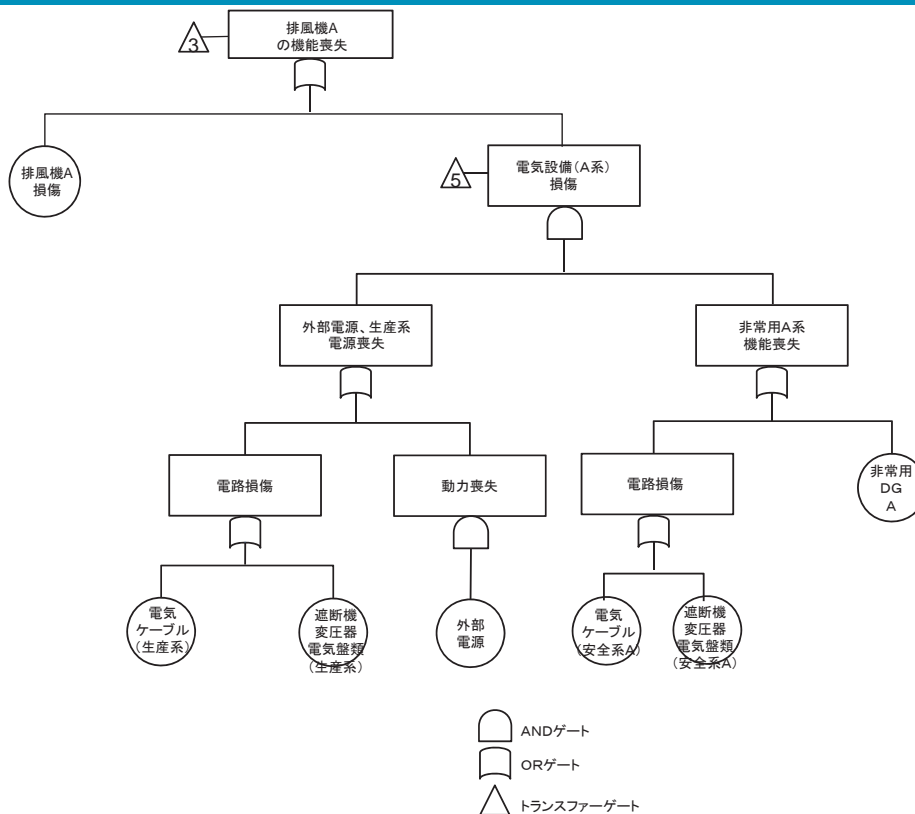 排風機A
の機能喪失
3
排風機A
損傷
電気設備(A系)
損傷
5
外部電源、生産系
電源喪失
非常用A系
機能喪失
電路損傷
動力喪失
電路損傷
非常用
DG
A
電気
ケーブル
(生産系)
遮断機
変圧器
電気盤類
(生産系)
外部
電源
電気
ケーブル
(安全系A)
遮断機
変圧器
電気盤類
(安全系A)
ANDゲート
ORゲート
トランスファーゲート